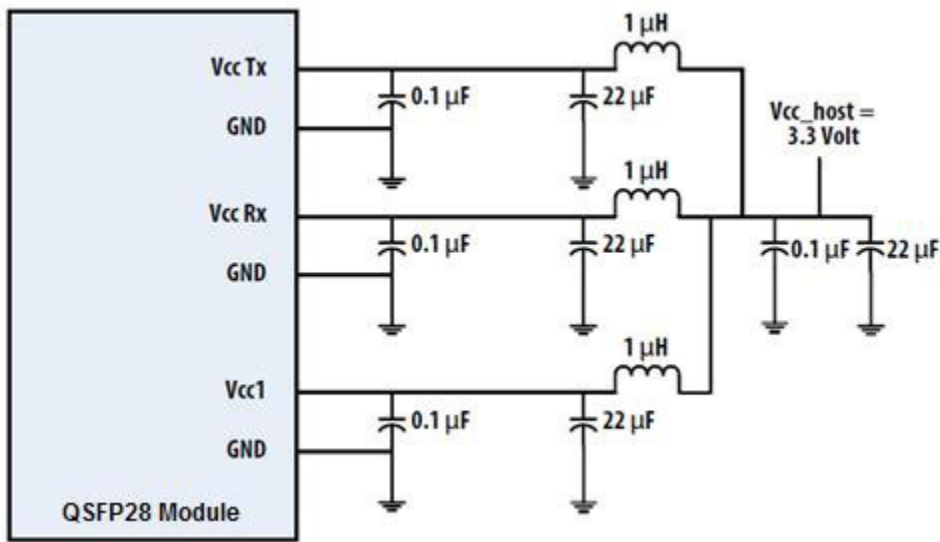 1 µH
Vcc Tx
0.1 µF
22 µF
GND
Vcc_host =
3.3 Volt
1 µH
Vcc Rx
0.1 µF
22 µF
0.1 µF
22 µF
GND
1 µH
Vcc1
0.1 µF
22 µF
GND
QSFP28 Module